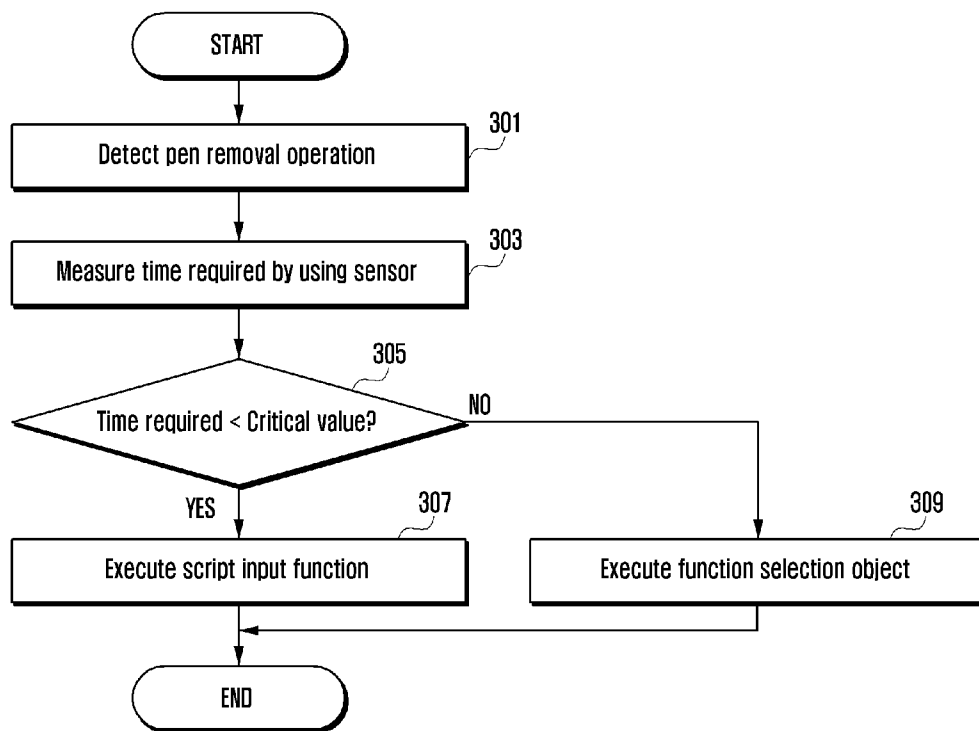 START
301
Detect pen removal operation
303
Measure time required by using sensor
305
Time required < Critical value?
NO
YES
307
309
Execute script input function
Execute function selection object
END